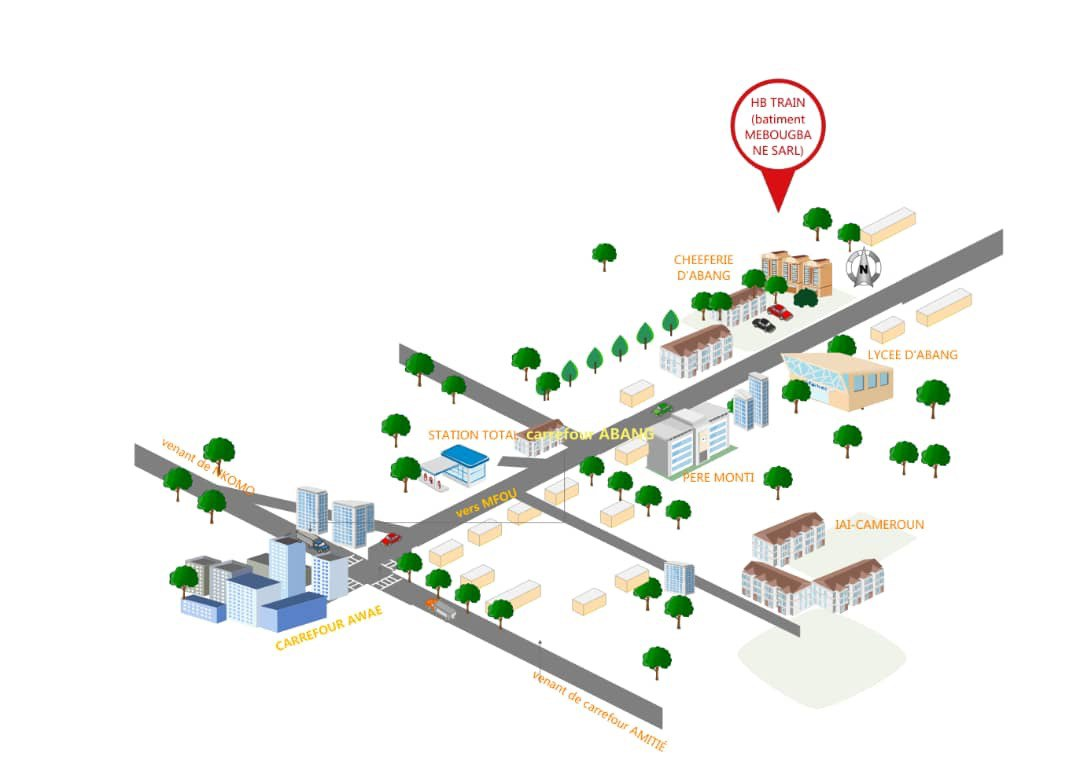 HB TRAIN
(batiment
MEBOUGBA
NE SARL)
CHEEFERIE
D'ABANG
N
LYCEE D'ABANG
STATION TOTAL
carrefour ABANG
venant de NKOMO
PERE MONTI
vers MFOU
IAI-CAMEROUN
CARREFOUR AWAE
venant de carrefour AMITIÉ